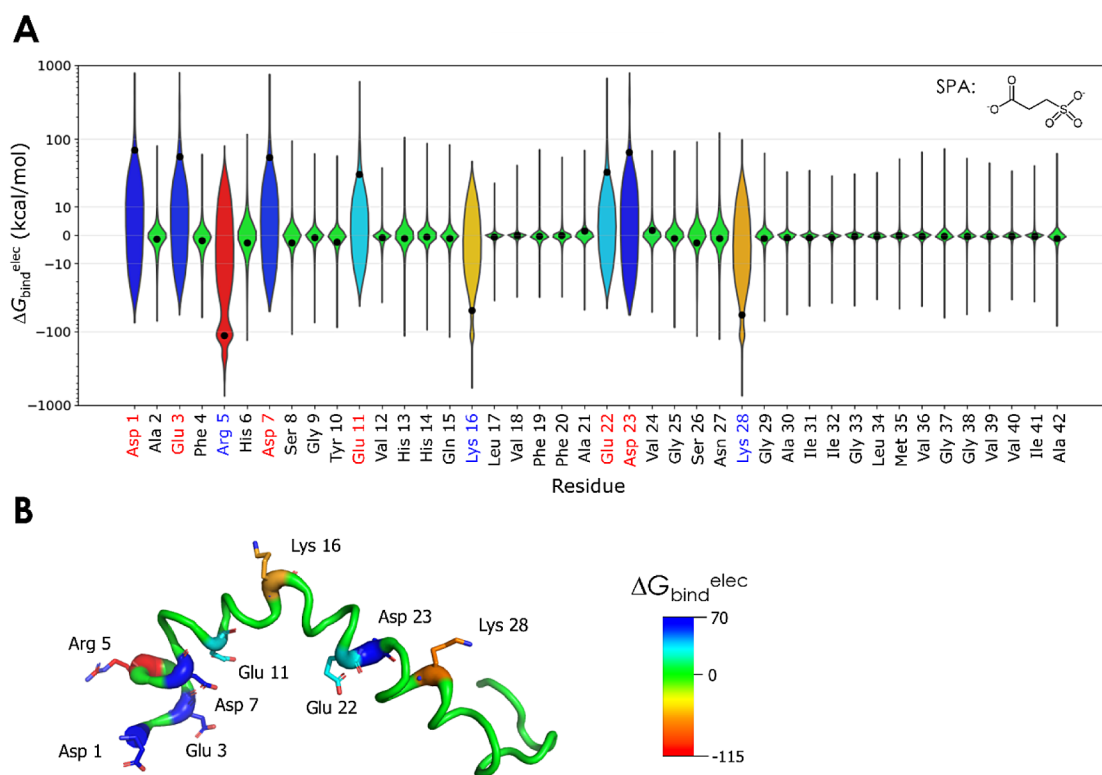 A
SPA:
O
-O
O-
S
O
O
ΔG_bind^elec (kcal/mol)
1000
100
10
0
−10
−100
−1000
Asp 1
Ala 2
Glu 3
Phe 4
Arg 5
His 6
Asp 7
Ser 8
Gly 9
Tyr 10
Glu 11
Val 12
His 13
His 14
Gln 15
Lys 16
Leu 17
Val 18
Phe 19
Phe 20
Ala 21
Glu 22
Asp 23
Val 24
Gly 25
Ser 26
Asn 27
Lys 28
Gly 29
Ala 30
Ile 31
Ile 32
Gly 33
Leu 34
Met 35
Val 36
Gly 37
Gly 38
Val 39
Val 40
Ile 41
Ala 42
Residue
B
Lys 16
Asp 23
Lys 28
Arg 5
Glu 11
Asp 7
Glu 22
Glu 3
Asp 1
ΔG_bind^elec
70
0
-115